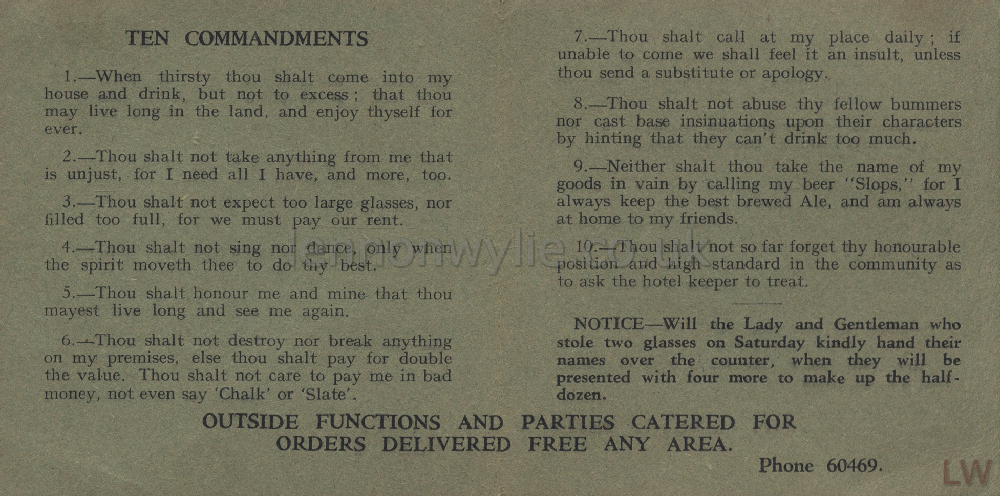 TEN COMMANDMENTS
1.—When thirsty thou shalt come into my
house and drink, but not to excess; that thou
may live long in the land, and enjoy thyself for
ever.
2.—Thou shalt not take anything from me that
is unjust, for I need all I have, and more, too.
3.—Thou shalt not expect too large glasses, nor
filled too full, for we must pay our rent.
4.—Thou shalt not sing nor dance, only when
the spirit moveth thee to do thy best.
5.—Thou shalt honour me and mine that thou
mayest live long and see me again.
6.—Thou shalt not destroy nor break anything
on my premises, else thou shalt pay for double
the value. Thou shalt not care to pay me in bad
money, not even say 'Chalk' or 'Slate'.
7.—Thou shalt call at my place daily; if
unable to come we shall feel it an insult, unless
thou send a substitute or apology.
8.—Thou shalt not abuse thy fellow bummers
nor cast base insinuations upon their characters
by hinting that they can't drink too much.
9.—Neither shalt thou take the name of my
goods in vain by calling my beer "Slops," for I
always keep the best brewed Ale, and am always
at home to my friends.
10.—Thou shalt not so far forget thy honourable
position and high standard in the community as
to ask the hotel keeper to treat.
NOTICE—Will the Lady and Gentleman who
stole two glasses on Saturday kindly hand their
names over the counter, when they will be
presented with four more to make up the half-
dozen.
OUTSIDE FUNCTIONS AND PARTIES CATERED FOR
ORDERS DELIVERED FREE ANY AREA.
Phone 60469.
LW